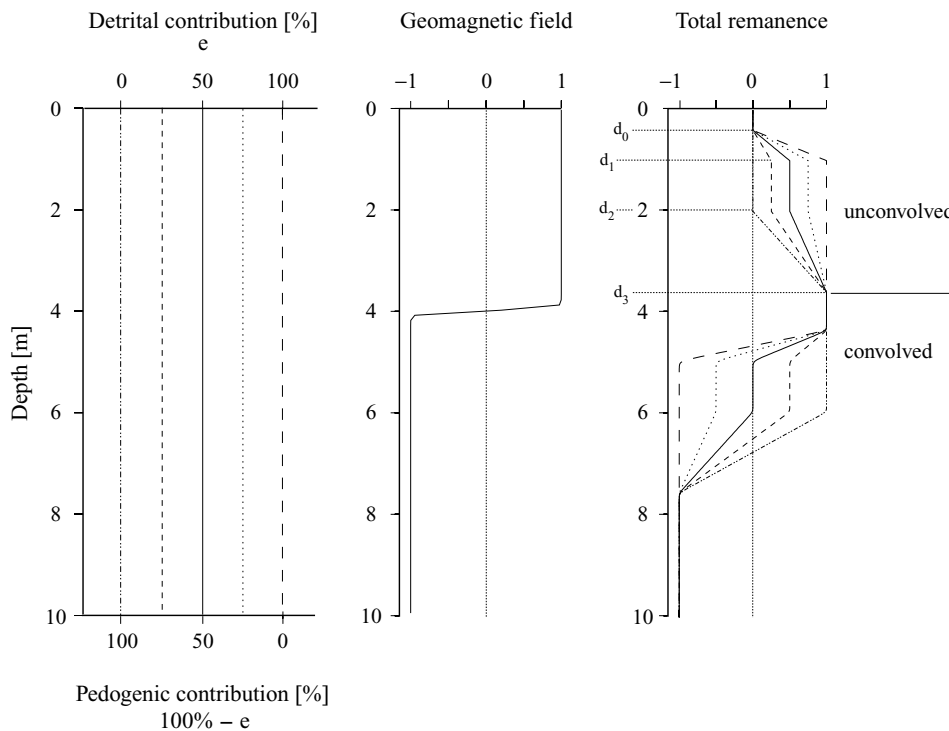 Detrital contribution [%]
e
0 50 100
Geomagnetic field
−1 0 1
Total remanence
−1 0 1
Depth [m]
0
2
4
6
8
10
0
2
4
6
8
10
0
2
4
6
8
10
d0
d1
d2
d3
unconvolved
convolved
100 50 0
Pedogenic contribution [%]
100% − e